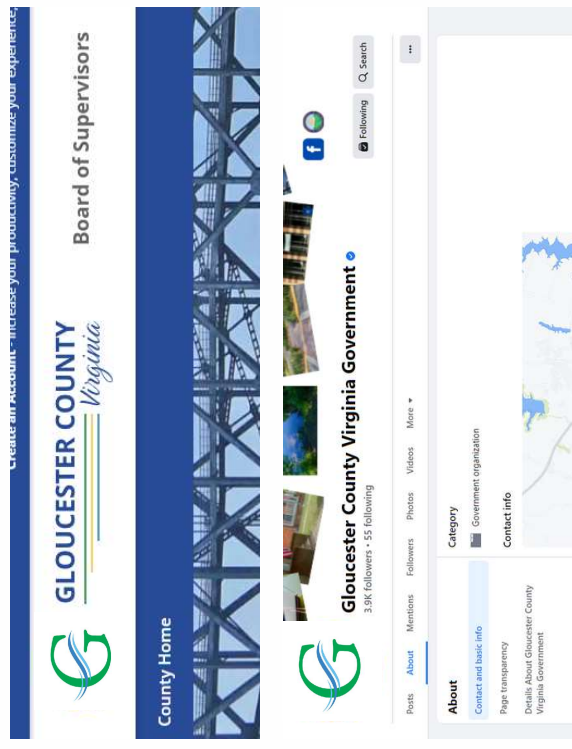 Create an Account - Increase your productivity, customize your experience,
GLOUCESTER COUNTY
Virginia
Board of Supervisors
County Home
Gloucester County Virginia Government
3.9K followers • 55 following
Following
Search
Posts
About
Mentions
Followers
Photos
Videos
More
...
About
Contact and basic info
Page transparency
Details About Gloucester County
Virginia Government
Category
Government organization
Contact info